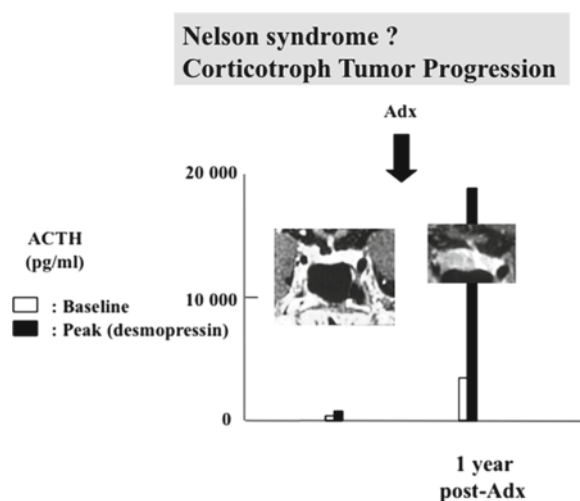 Nelson syndrome ?
Corticotroph Tumor Progression
Adx
20 000
ACTH
(pg/ml)
: Baseline
10 000
: Peak (desmopressin)
0
1 year
post-Adx